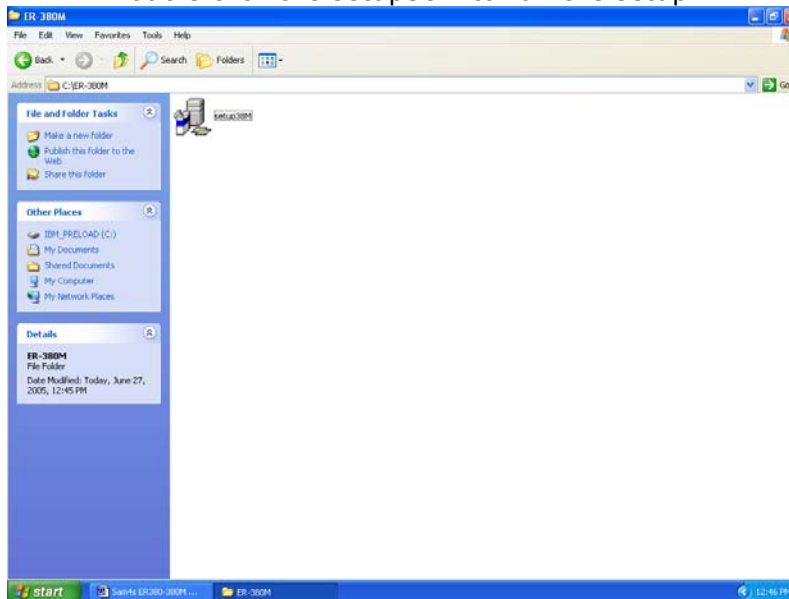 ER-380M
File Edit View Favorites Tools Help
Back Search Folders
Address C:\ER-380M Go
File and Folder Tasks
Make a new folder
Publish this folder to the
Web
Share this folder
setup38M
Other Places
IBM_PRELOAD (C:)
My Documents
Shared Documents
My Computer
My Network Places
Details
ER-380M
File Folder
Date Modified: Today, June 27,
2005, 12:45 PM
start Sam4s ER380-380M ... ER-380M 12:46 PM